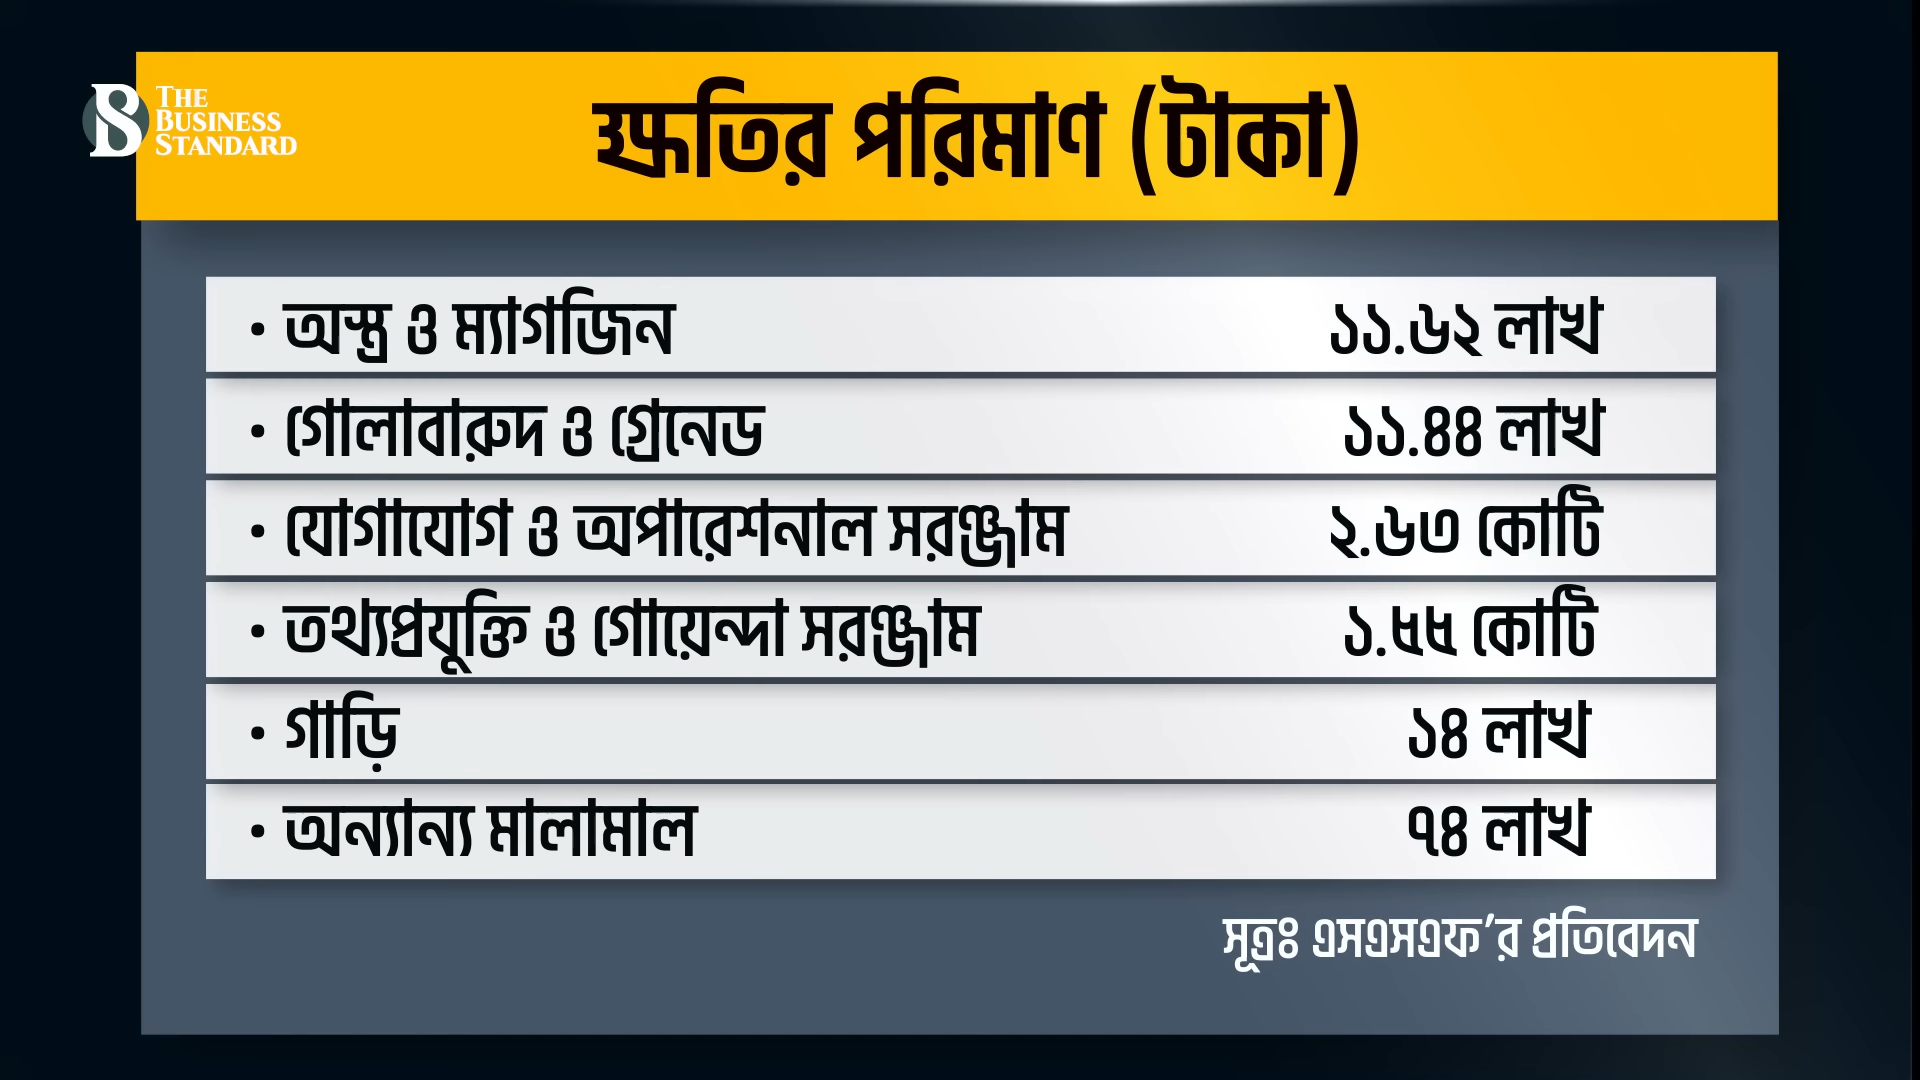 THE
BUSINESS
STANDARD
ক্ষতির পরিমাণ (টাকা)
• অস্ত্র ও ম্যাগজিন ১১.৬২ লাখ
• গোলাবারুদ ও গ্রেনেড ১১.৪৪ লাখ
• যোগাযোগ ও অপারেশনাল সরঞ্জাম ২.৬৩ কোটি
• তথ্যপ্রযুক্তি ও গোয়েন্দা সরঞ্জাম ১.৫৫ কোটি
• গাড়ি ১৪ লাখ
• অন্যান্য মালামাল ৭৪ লাখ
সূত্রঃ এসএসএফ’র প্রতিবেদন